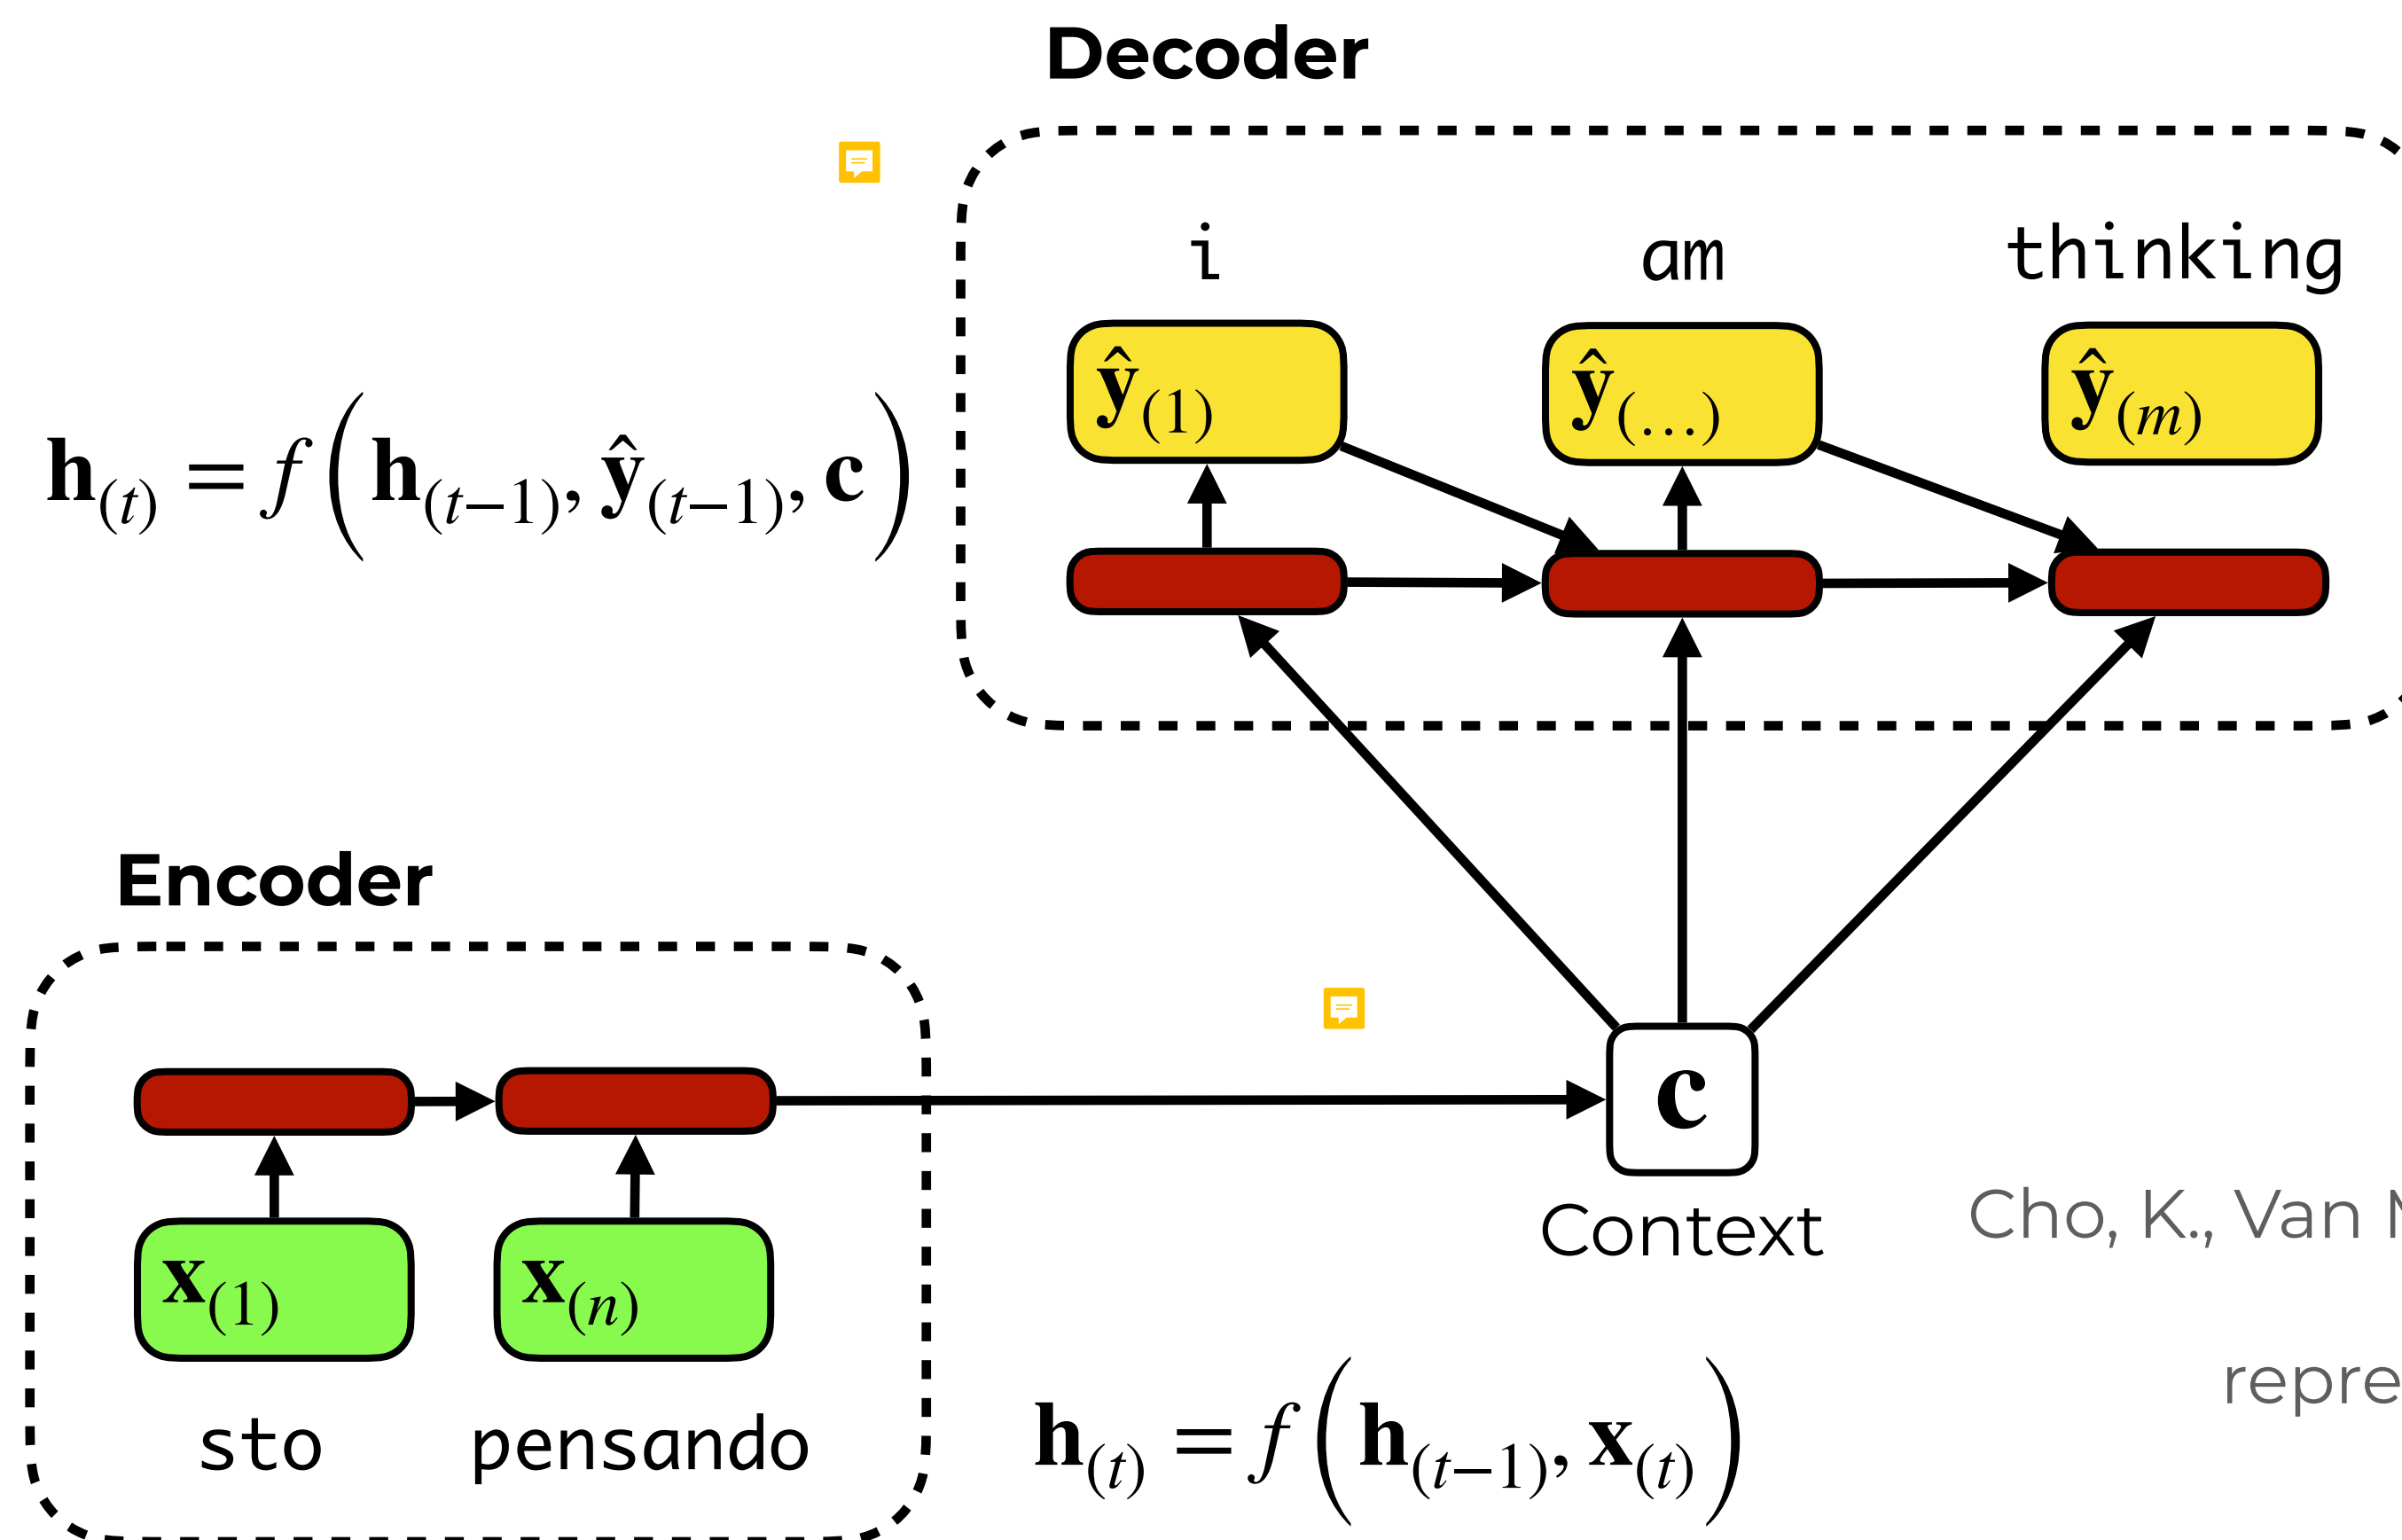 Decoder
i am thinking
ŷ(1) ŷ(...) ŷ(m)
h(t) = f(h(t−1), ŷ(t−1), c)
Encoder
c
Context
x(1) x(n)
sto pensando
h(t) = f(h(t−1), x(t))
Cho, K., Van
repre